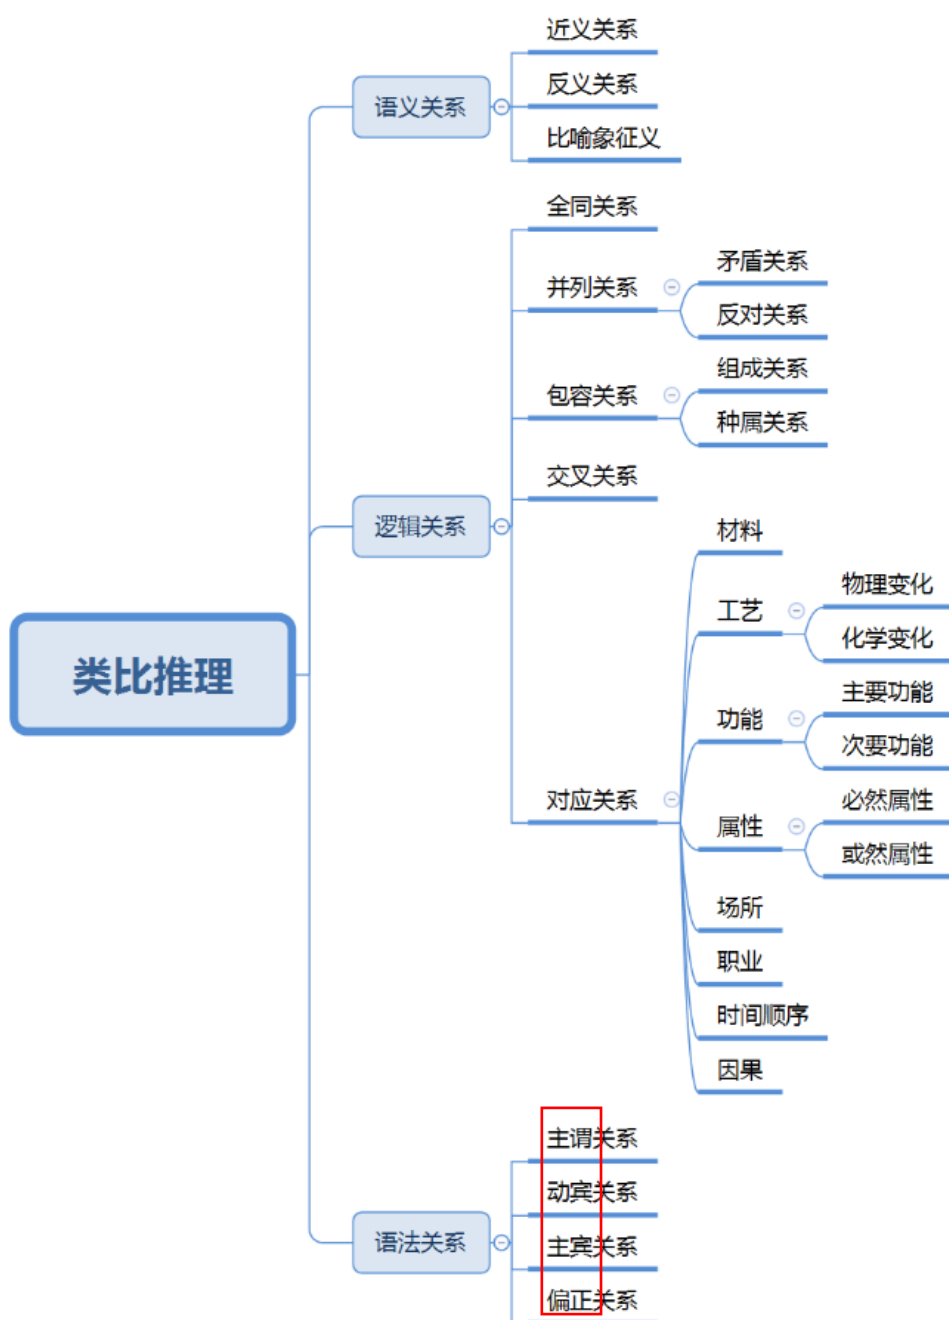 类比推理
语义关系
近义关系
反义关系
比喻象征义
逻辑关系
全同关系
并列关系
矛盾关系
反对关系
包容关系
组成关系
种属关系
交叉关系
对应关系
材料
工艺
物理变化
化学变化
功能
主要功能
次要功能
属性
必然属性
或然属性
场所
职业
时间顺序
因果
语法关系
主谓关系
动宾关系
主宾关系
偏正关系